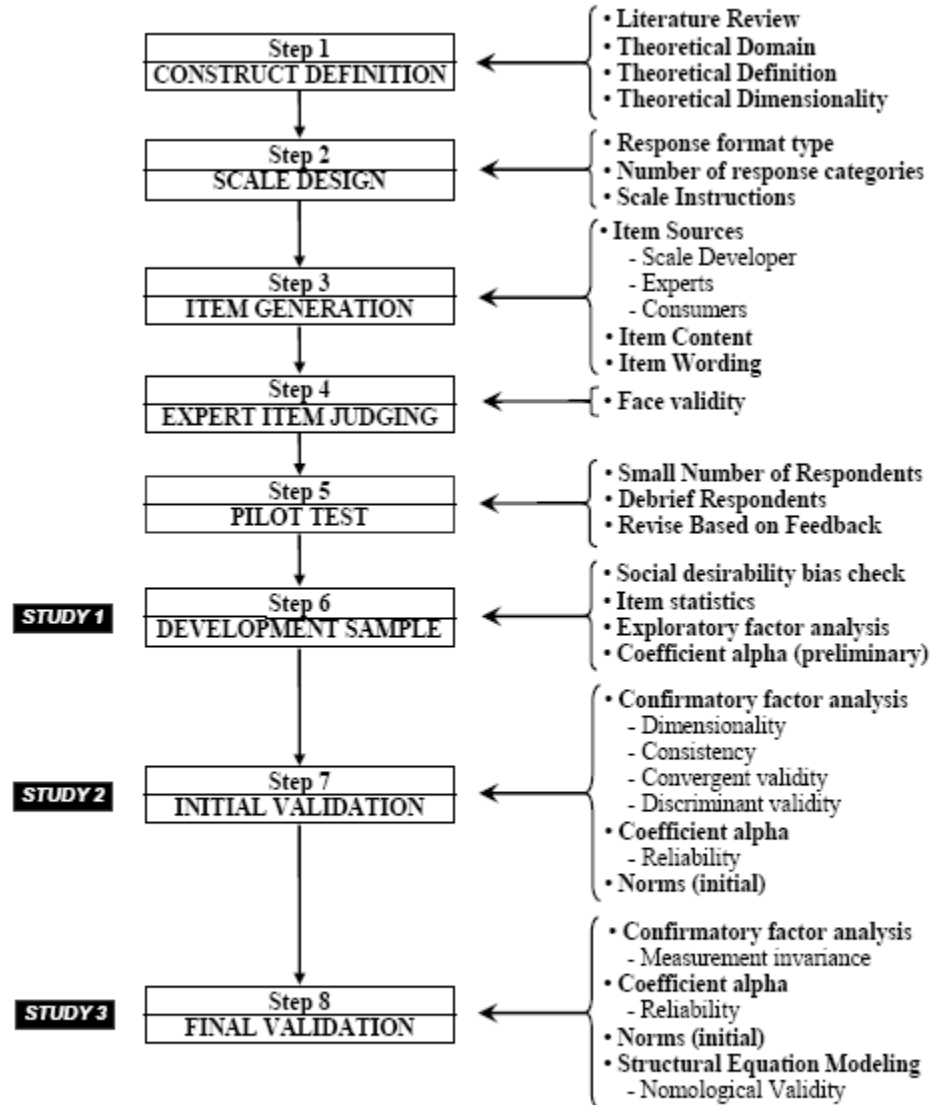 Step 1
CONSTRUCT DEFINITION
• Literature Review
• Theoretical Domain
• Theoretical Definition
• Theoretical Dimensionality
Step 2
SCALE DESIGN
• Response format type
• Number of response categories
• Scale Instructions
Step 3
ITEM GENERATION
• Item Sources
- Scale Developer
- Experts
- Consumers
• Item Content
• Item Wording
Step 4
EXPERT ITEM JUDGING
• Face validity
Step 5
PILOT TEST
• Small Number of Respondents
• Debrief Respondents
• Revise Based on Feedback
STUDY 1
Step 6
DEVELOPMENT SAMPLE
• Social desirability bias check
• Item statistics
• Exploratory factor analysis
• Coefficient alpha (preliminary)
STUDY 2
Step 7
INITIAL VALIDATION
• Confirmatory factor analysis
- Dimensionality
- Consistency
- Convergent validity
- Discriminant validity
• Coefficient alpha
- Reliability
• Norms (initial)
STUDY 3
Step 8
FINAL VALIDATION
• Confirmatory factor analysis
- Measurement invariance
• Coefficient alpha
- Reliability
• Norms (initial)
• Structural Equation Modeling
- Nomological Validity